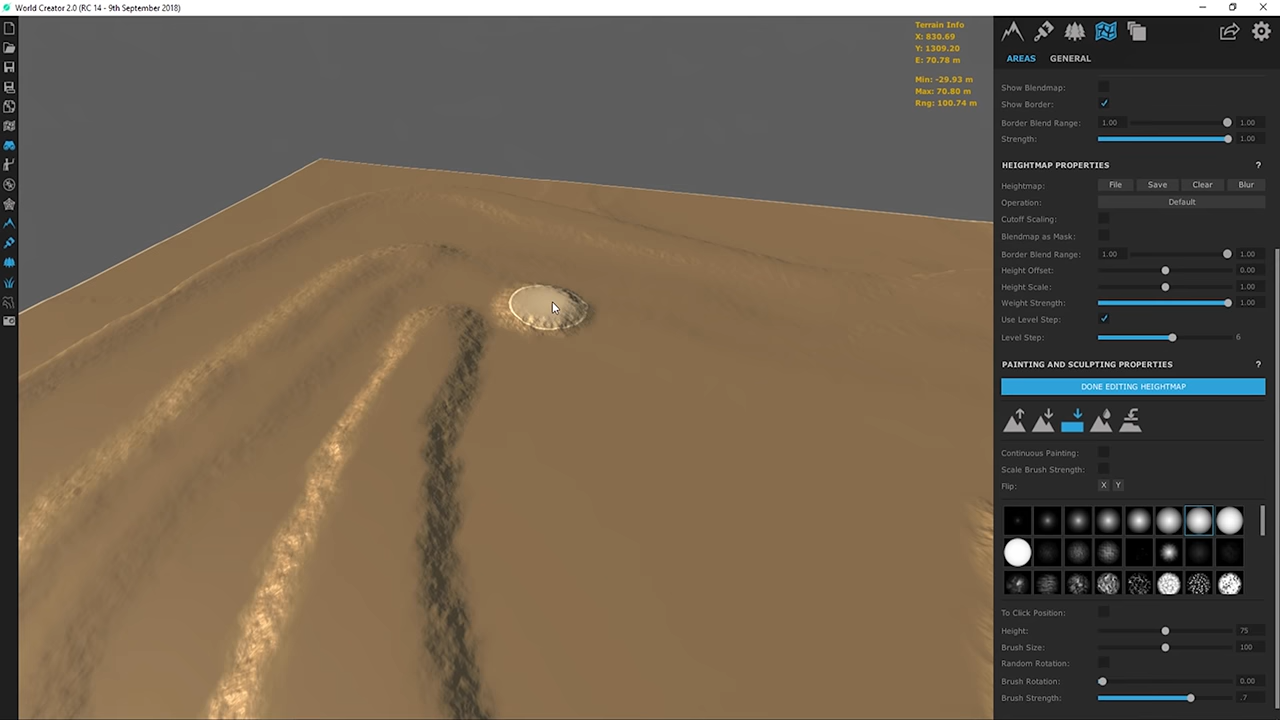 World Creator 2.0 (RC 14 - 9th September 2018)
Terrain Info
X: 830.69
Y: 1309.20
E: 70.78 m
Min: -29.93 m
Max: 70.80 m
Rng: 100.74 m
AREAS GENERAL
Show Blendmap:
Show Border:
Border Blend Range: 1.00 1.00
Strength: 1.00
HEIGHTMAP PROPERTIES ?
Heightmap: File Save Clear Blur
Operation: Default
Cutoff Scaling:
Blendmap as Mask:
Border Blend Range: 1.00 1.00
Height Offset: 0.00
Height Scale: 1.00
Weight Strength: 1.00
Use Level Step:
Level Step: 6
PAINTING AND SCULPTING PROPERTIES ?
DONE EDITING HEIGHTMAP
Continuous Painting:
Scale Brush Strength:
Flip: X Y
To Click Position:
Height: 75
Brush Size: 100
Random Rotation:
Brush Rotation: 0.00
Brush Strength: .7